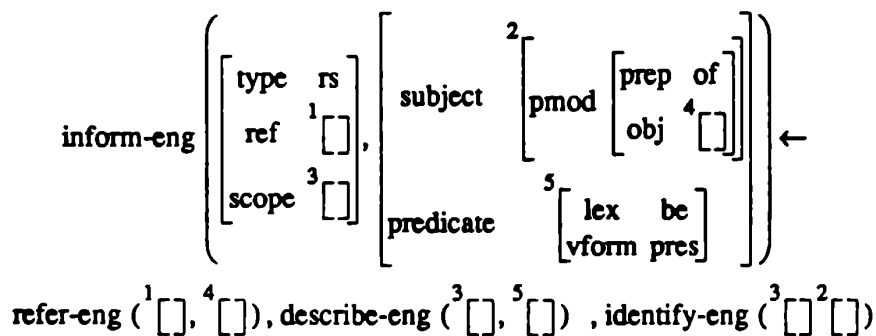 inform-eng ( [ type rs
ref ¹[]
scope ³[] ] , [ subject ²[ pmod [ prep of
obj ⁴[] ] ]
predicate ⁵[ lex be
vform pres ] ] ) ←
refer-eng (¹[], ⁴[]), describe-eng (³[], ⁵[]) , identify-eng (³[]²[])